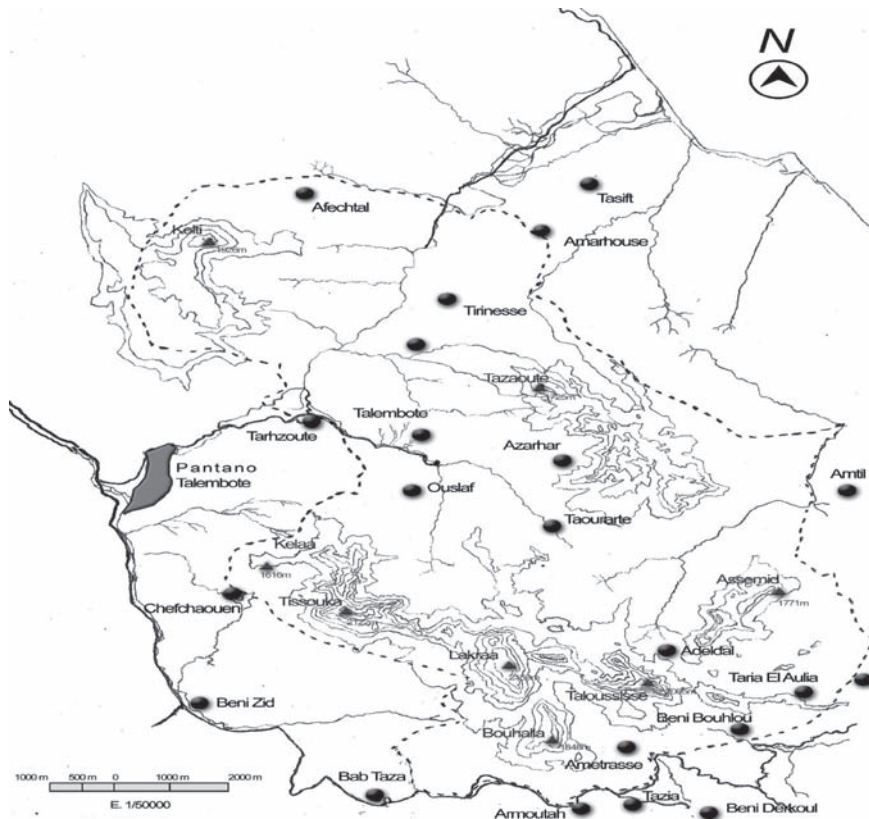 N
Tasift
Afechtal
Kelti
Amarhouse
Tirinesse
Tazaoute
Talembote
Tarhzoute
Azarhar
Pantano
Talembote
Amtil
Ouslaf
Taourarte
Kelaa
1616m
Assemid
1771m
Chefchaouen
Tissouka
Adeldal
Lakraa
Taria El Aulia
Taloussisse
Beni Zid
Beni Bouhlou
Bouhalla
Ametrasse
1000 m 500 m 0 1000 m 2000 m
Bab Taza
E. 1/50000
Armoutah
Tazia
Beni Derkoul